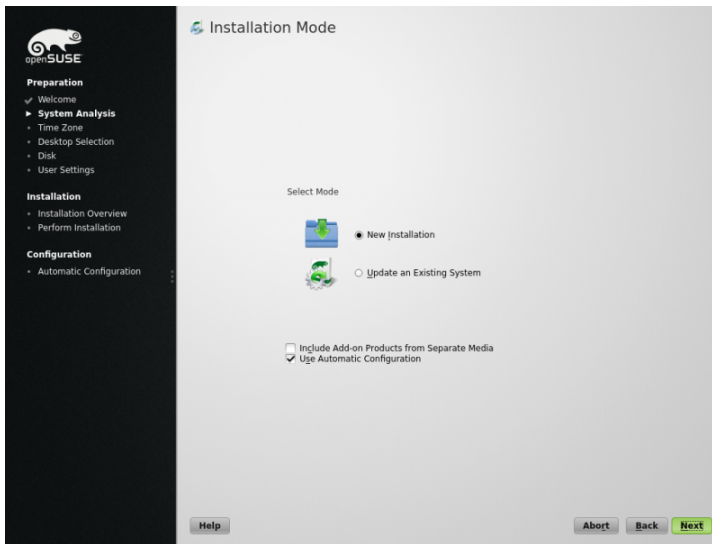 openSUSE
Preparation
Welcome
System Analysis
Time Zone
Desktop Selection
Disk
User Settings
Installation
Installation Overview
Perform Installation
Configuration
Automatic Configuration
Installation Mode
Select Mode
New Installation
Update an Existing System
Include Add-on Products from Separate Media
Use Automatic Configuration
Help
Abort
Back
Next